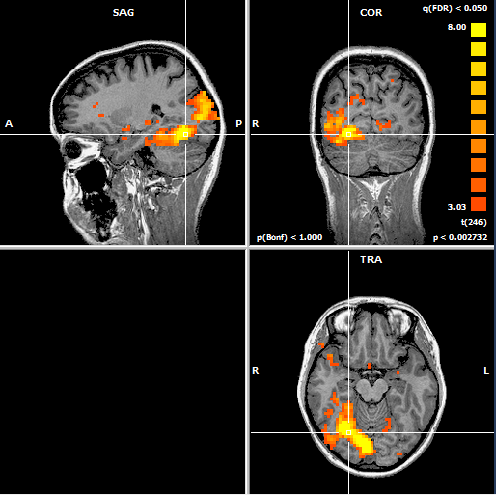 SAG
A
P
COR
q(FDR) < 0.050
8.00
R
3.03
t(246)
p(Bonf) < 1.000
p < 0.002732
TRA
R
L